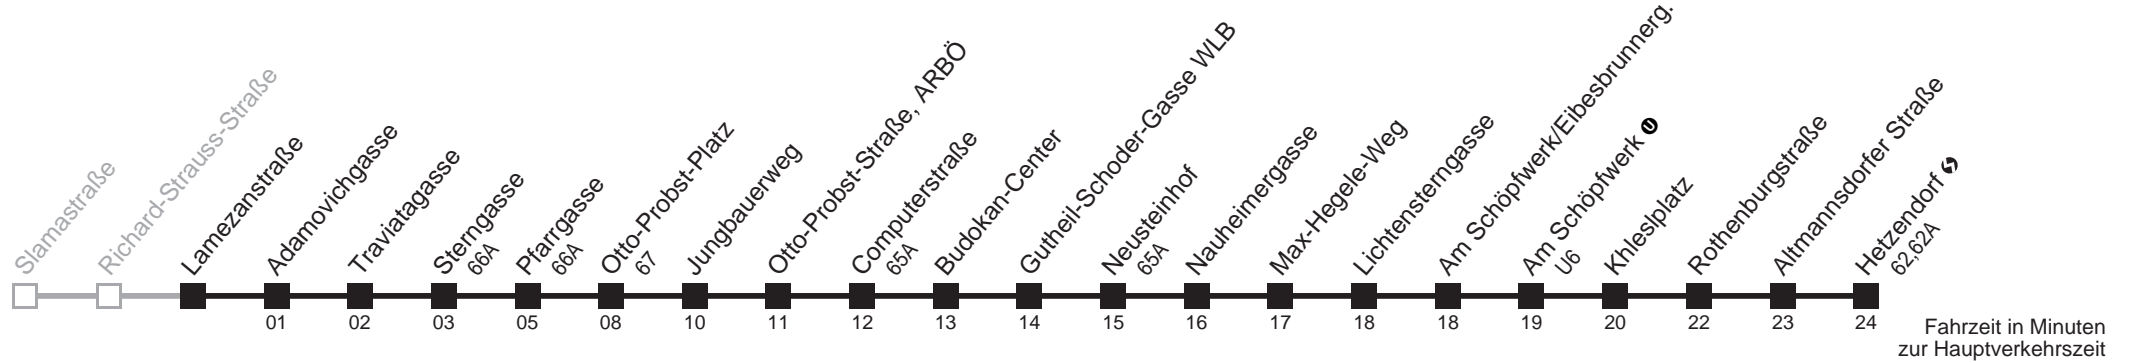 Slamastraße
Richard-Strauss-Straße
Lamezanstraße
Adamovichgasse
Traviatagasse
Sterngasse
66A
Pfarrgasse
66A
Otto-Probst-Platz
67
Jungbauerweg
Otto-Probst-Straße, ARBÖ
Computerstraße
65A
Budokan-Center
Gutheil-Schoder-Gasse WLB
Neusteinhof
65A
Nauheimergasse
Max-Hegele-Weg
Lichtensterngasse
Am Schöpfwerk/Eibesbrunnerg.
Am Schöpfwerk U
U6
Khleslplatz
Rothenburgstraße
Altmannsdorfer Straße
Hetzendorf S
62,62A
01 02 03 05 08 10 11 12 13 14 15 16 17 18 18 19 20 22 23 24
Fahrzeit in Minuten
zur Hauptverkehrszeit